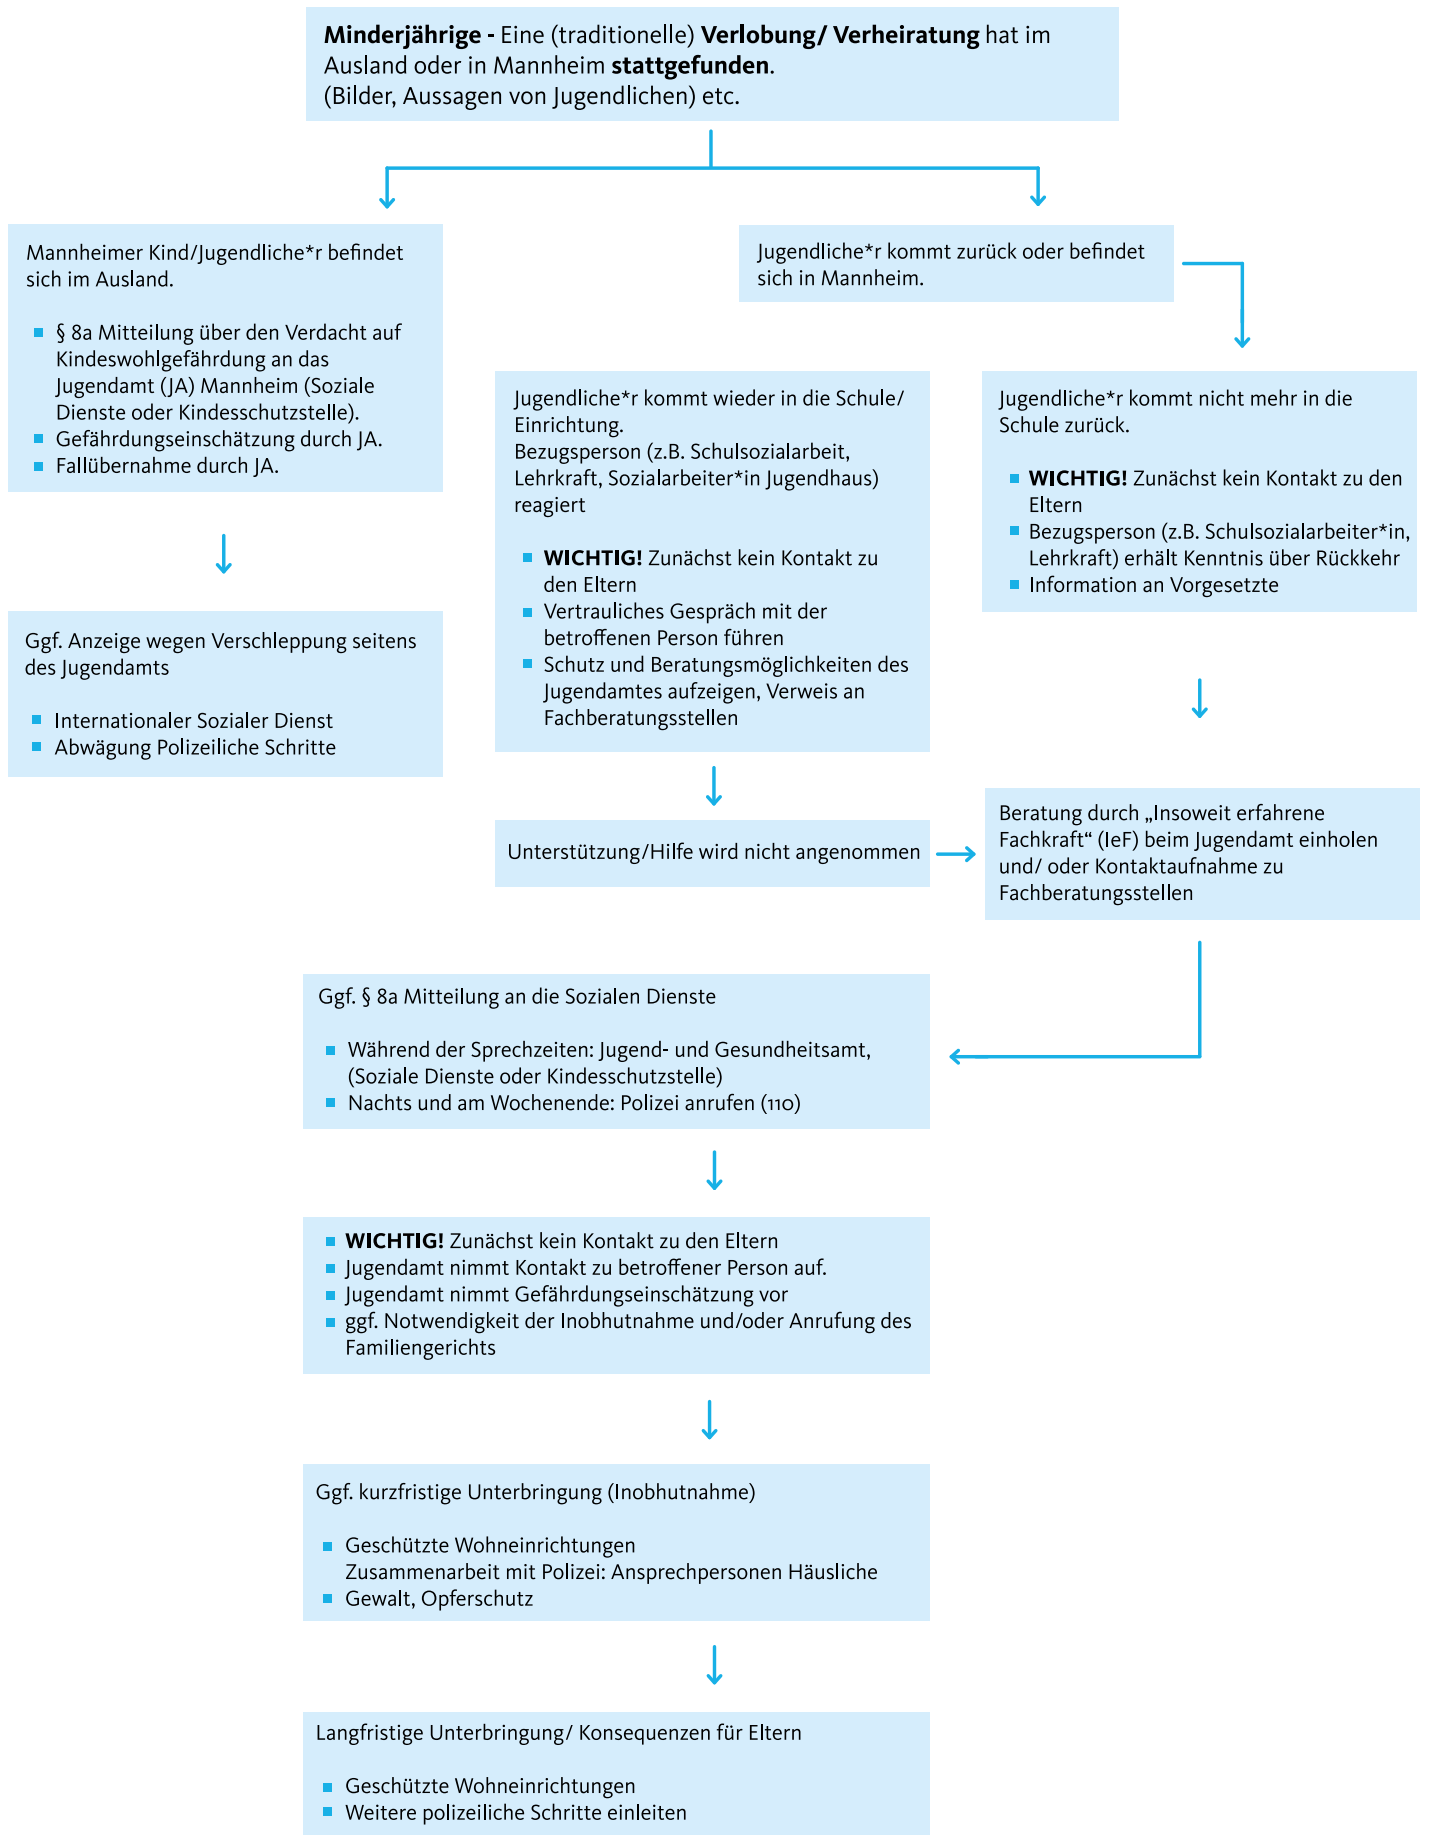 Minderjährige - Eine (traditionelle) Verlobung/ Verheiratung hat im
Ausland oder in Mannheim stattgefunden.
(Bilder, Aussagen von Jugendlichen) etc.
Mannheimer Kind/Jugendliche*r befindet
sich im Ausland.
§ 8a Mitteilung über den Verdacht auf
Kindeswohlgefährdung an das
Jugendamt (JA) Mannheim (Soziale
Dienste oder Kindesschutzstelle).
Gefährdungseinschätzung durch JA.
Fallübernahme durch JA.
Ggf. Anzeige wegen Verschleppung seitens
des Jugendamts
Internationaler Sozialer Dienst
Abwägung Polizeiliche Schritte
Jugendliche*r kommt zurück oder befindet
sich in Mannheim.
Jugendliche*r kommt wieder in die Schule/
Einrichtung.
Bezugsperson (z.B. Schulsozialarbeit,
Lehrkraft, Sozialarbeiter*in Jugendhaus)
reagiert
WICHTIG! Zunächst kein Kontakt zu
den Eltern
Vertrauliches Gespräch mit der
betroffenen Person führen
Schutz und Beratungsmöglichkeiten des
Jugendamtes aufzeigen, Verweis an
Fachberatungsstellen
Unterstützung/Hilfe wird nicht angenommen
Jugendliche*r kommt nicht mehr in die
Schule zurück.
WICHTIG! Zunächst kein Kontakt zu den
Eltern
Bezugsperson (z.B. Schulsozialarbeiter*in,
Lehrkraft) erhält Kenntnis über Rückkehr
Information an Vorgesetzte
Beratung durch „Insoweit erfahrene
Fachkraft“ (IeF) beim Jugendamt einholen
und/ oder Kontaktaufnahme zu
Fachberatungsstellen
Ggf. § 8a Mitteilung an die Sozialen Dienste
Während der Sprechzeiten: Jugend- und Gesundheitsamt,
(Soziale Dienste oder Kindesschutzstelle)
Nachts und am Wochenende: Polizei anrufen (110)
WICHTIG! Zunächst kein Kontakt zu den Eltern
Jugendamt nimmt Kontakt zu betroffener Person auf.
Jugendamt nimmt Gefährdungseinschätzung vor
ggf. Notwendigkeit der Inobhutnahme und/oder Anrufung des
Familiengerichts
Ggf. kurzfristige Unterbringung (Inobhutnahme)
Geschützte Wohneinrichtungen
Zusammenarbeit mit Polizei: Ansprechpersonen Häusliche
Gewalt, Opferschutz
Langfristige Unterbringung/ Konsequenzen für Eltern
Geschützte Wohneinrichtungen
Weitere polizeiliche Schritte einleiten